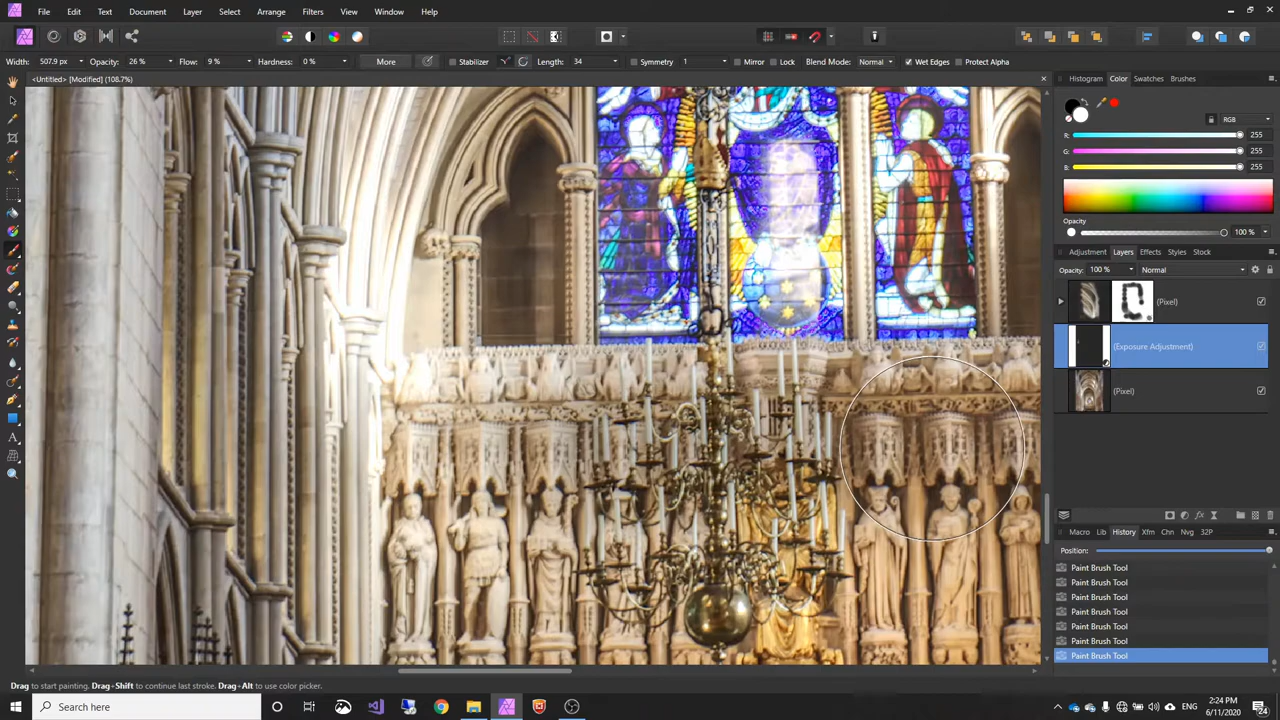 File Edit Text Document Layer Select Arrange Filters View Window Help
Width: 507.9 px Opacity: 26 % Flow: 9 % Hardness: 0 % More Stabilizer Length: 34 Symmetry 1 Mirror Lock Blend Mode: Normal Wet Edges Protect Alpha
<Untitled> [Modified] (108.7%)
Histogram Color Swatches Brushes
RGB
R: 255
G: 255
B: 255
Opacity
100 %
Adjustment Layers Effects Styles Stock
Opacity: 100 % Normal
(Pixel)
(Exposure Adjustment)
(Pixel)
Macro Lib History Xfm Chn Nvg 32P
Position:
Paint Brush Tool
Paint Brush Tool
Paint Brush Tool
Paint Brush Tool
Paint Brush Tool
Paint Brush Tool
Paint Brush Tool
Drag to start painting. Drag+Shift to continue last stroke. Drag+Alt to use color picker.
Search here
ENG
2:24 PM
6/11/2020
24